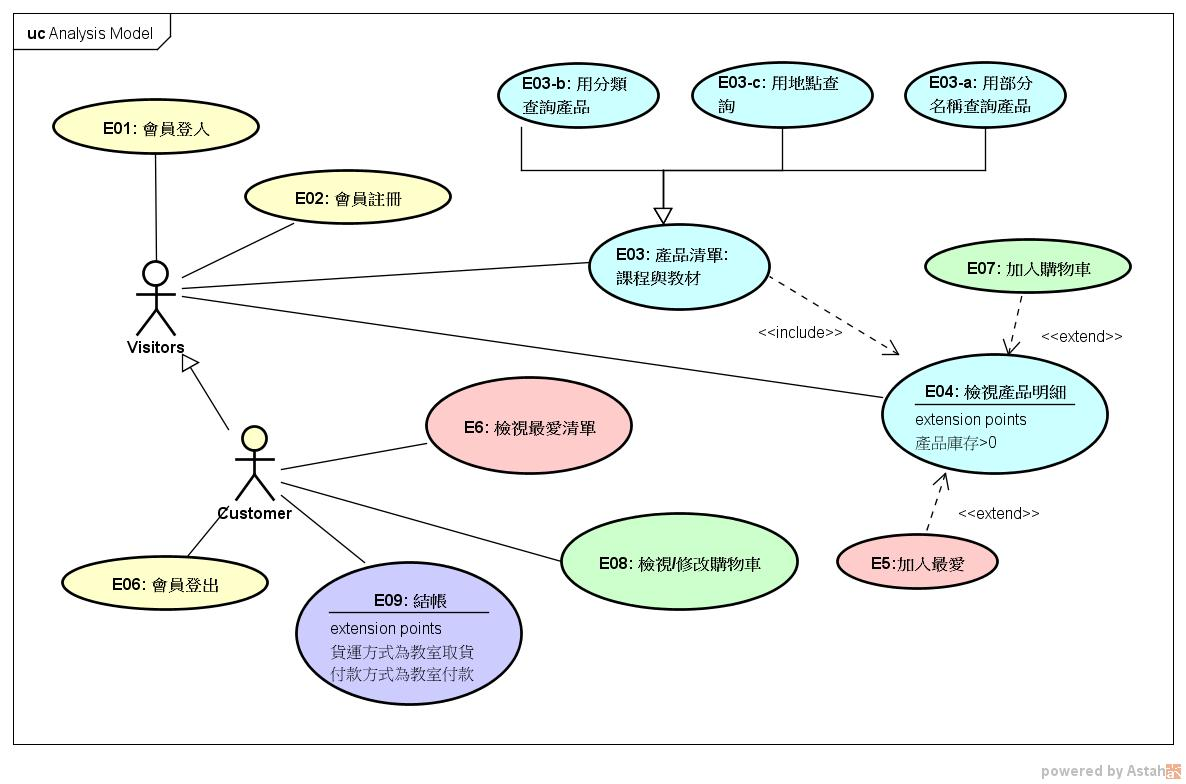 uc Analysis Model
E03-b: 用分類
查詢產品
E03-c: 用地點查
詢
E03-a: 用部分
名稱查詢產品
E01: 會員登入
E02: 會員註冊
E03: 產品清單:
課程與教材
E07: 加入購物車
<<include>>
<<extend>>
Visitors
E04: 檢視產品明細
extension points
產品庫存>0
E6: 檢視最愛清單
<<extend>>
Customer
E5:加入最愛
E08: 檢視/修改購物車
E06: 會員登出
E09: 結帳
extension points
貨運方式為教室取貨
付款方式為教室付款
powered by Astah